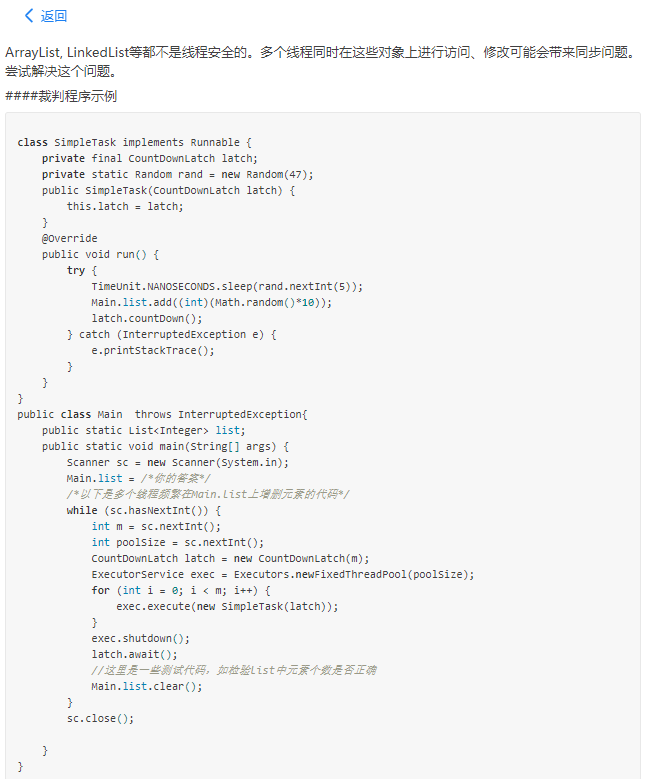 返回
ArrayList, LinkedList等都不是线程安全的。多个线程同时在这些对象上进行访问、修改可能会带来同步问题。
尝试解决这个问题。
####裁判程序示例
class SimpleTask implements Runnable {
    private final CountDownLatch latch;
    private static Random rand = new Random(47);
    public SimpleTask(CountDownLatch latch) {
        this.latch = latch;
    }
    @Override
    public void run() {
        try {
            TimeUnit.NANOSECONDS.sleep(rand.nextInt(5));
            Main.list.add((int)(Math.random()*10));
            latch.countDown();
        } catch (InterruptedException e) {
            e.printStackTrace();
        }
    }
}
public class Main  throws InterruptedException{
    public static List<Integer> list;
    public static void main(String[] args) {
        Scanner sc = new Scanner(System.in);
        Main.list = /*你的答案*/
        /*以下是多个线程频繁在Main.list上增删元素的代码*/
        while (sc.hasNextInt()) {
            int m = sc.nextInt();
            int poolSize = sc.nextInt();
            CountDownLatch latch = new CountDownLatch(m);
            ExecutorService exec = Executors.newFixedThreadPool(poolSize);
            for (int i = 0; i < m; i++) {
                exec.execute(new SimpleTask(latch));
            }
            exec.shutdown();
            latch.await();
            //这里是一些测试代码，如检验list中元素个数是否正确
            Main.list.clear();
        }
        sc.close();
    }
}